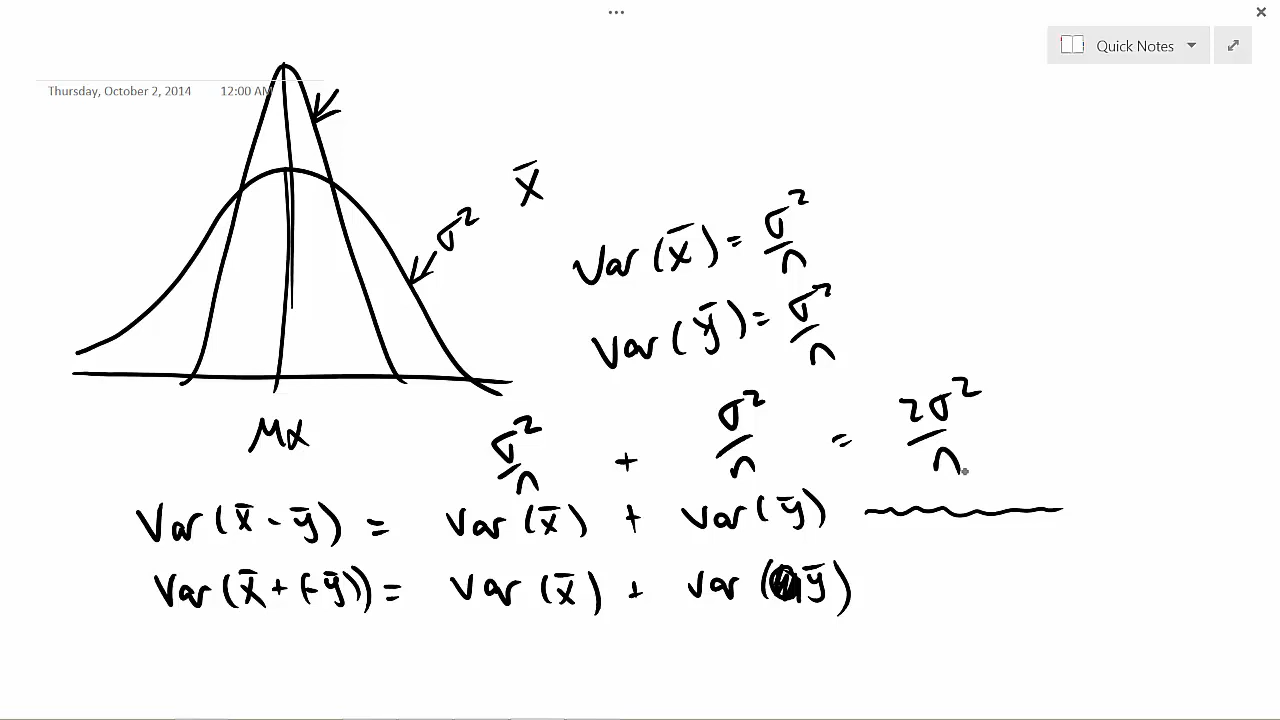 ...
Quick Notes
Thursday, October 2, 2014 12:00 AM
X̄
σ²
Var (x̄) = σ²/n
Var (ȳ) = σ²/n
μx
σ²/n + σ²/n = 2σ²/n
Var (x̄ - ȳ) = Var (x̄) + Var (ȳ)
Var (x̄ + (-ȳ)) = Var (x̄) + Var (ȳ)